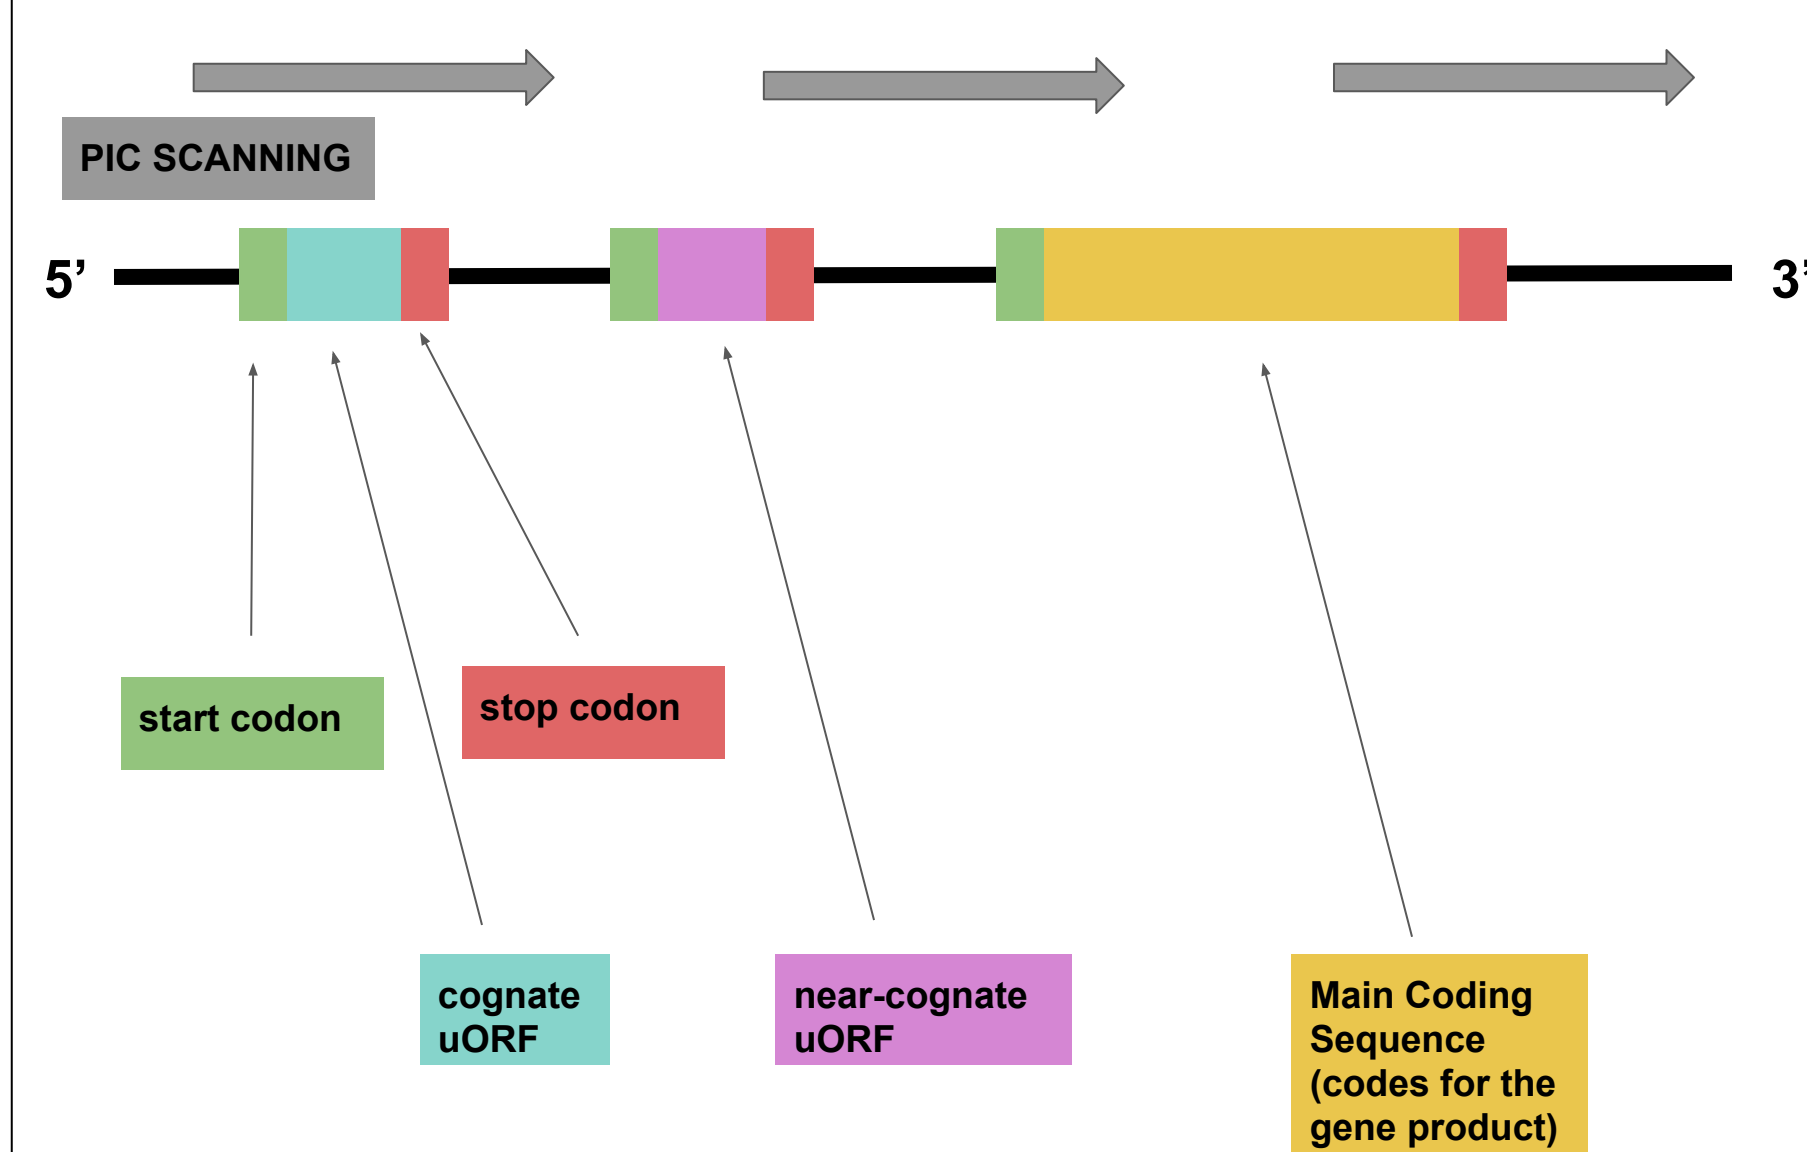 PIC SCANNING
5’
3’
start codon
stop codon
cognate
uORF
near-cognate
uORF
Main Coding
Sequence
(codes for the
gene product)